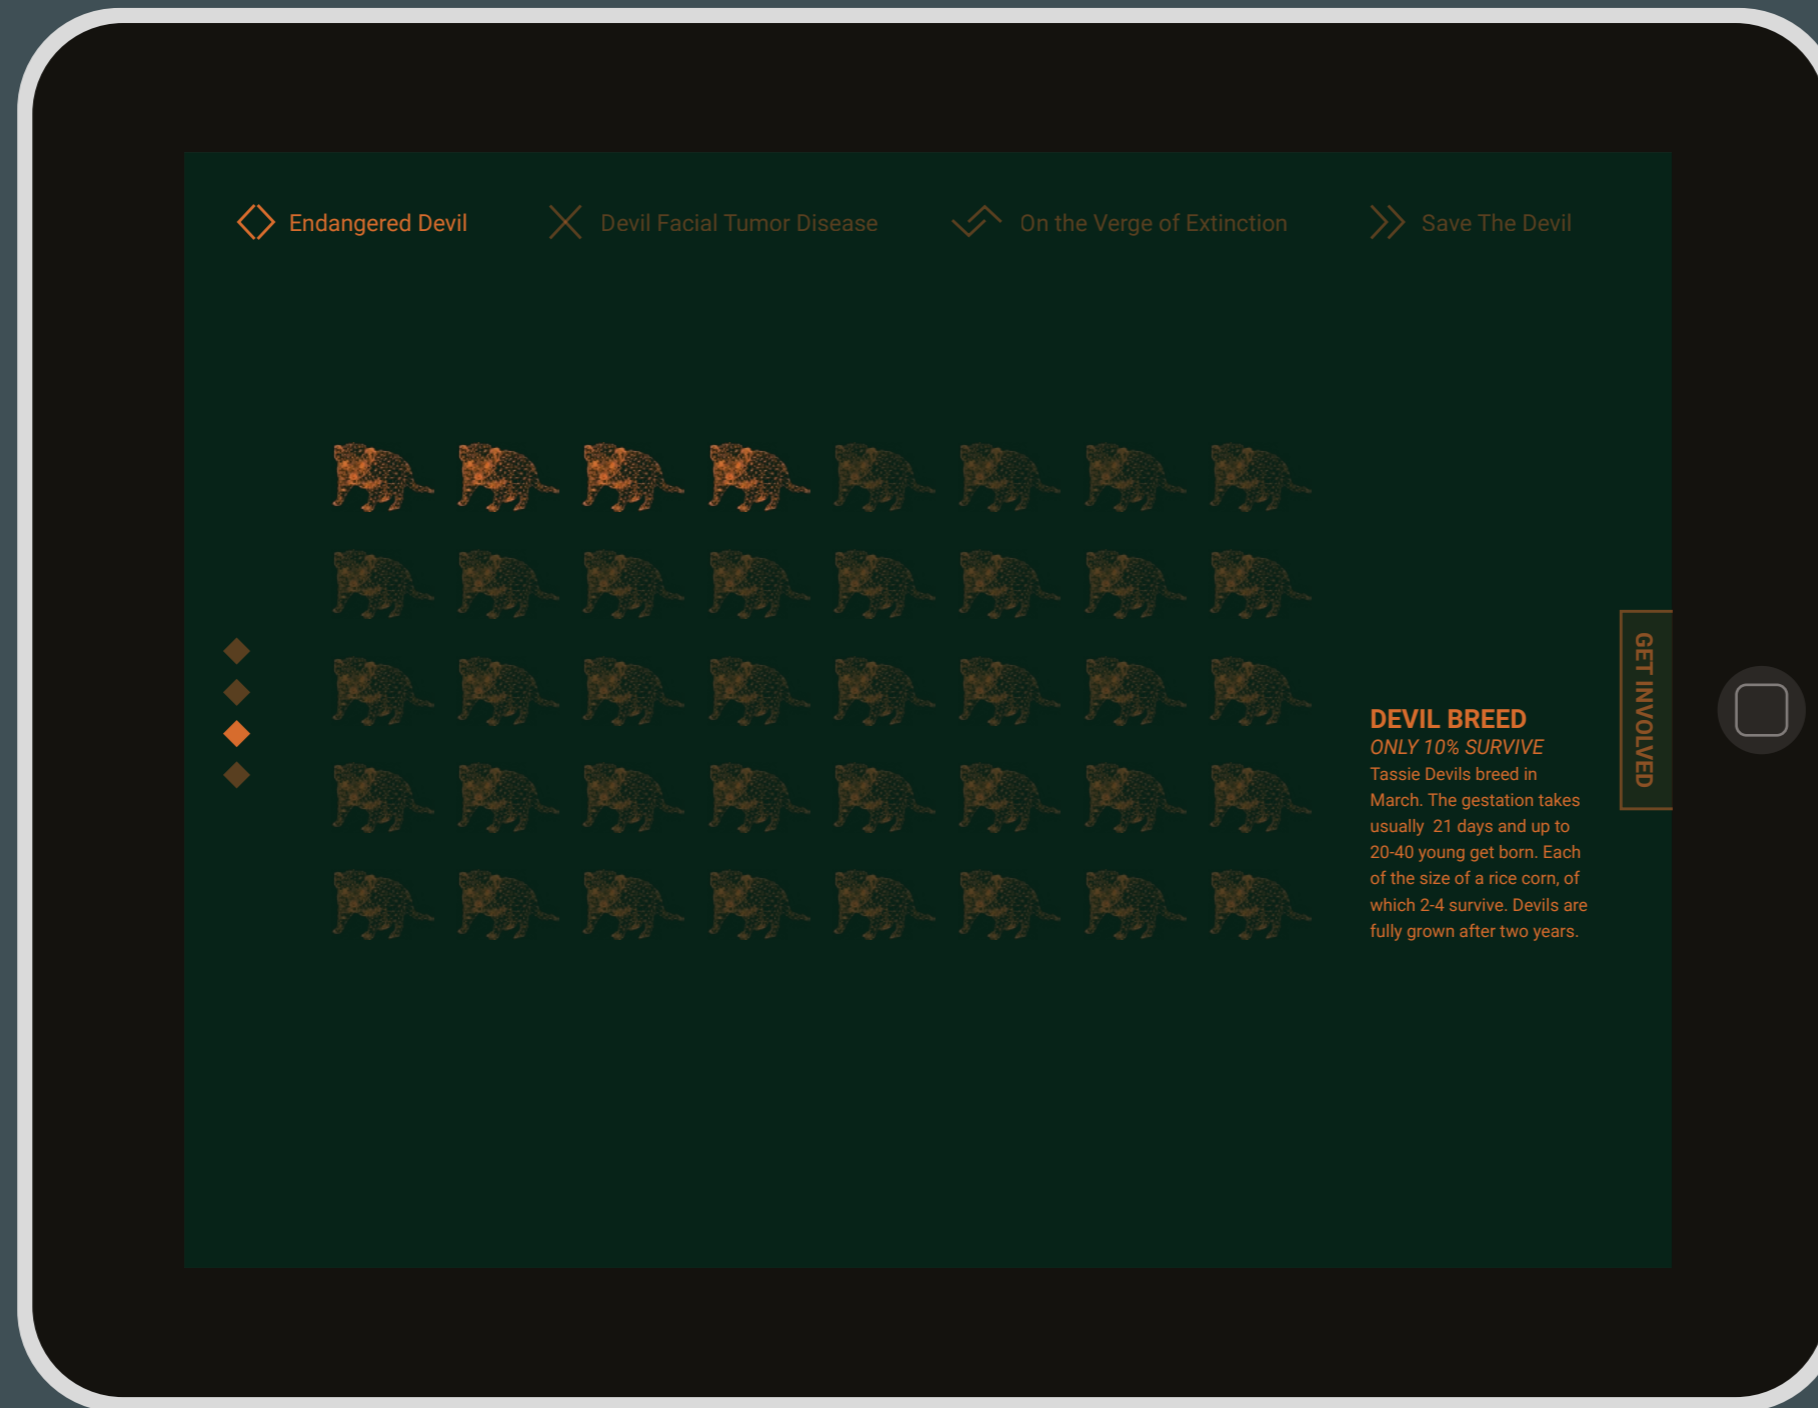 Endangered Devil
Devil Facial Tumor Disease
On the Verge of Extinction
Save The Devil
GET INVOLVED
DEVIL BREED
ONLY 10% SURVIVE
Tassie Devils breed in
March. The gestation takes
usually  21 days and up to
20-40 young get born. Each
of the size of a rice corn, of
which 2-4 survive. Devils are
fully grown after two years.